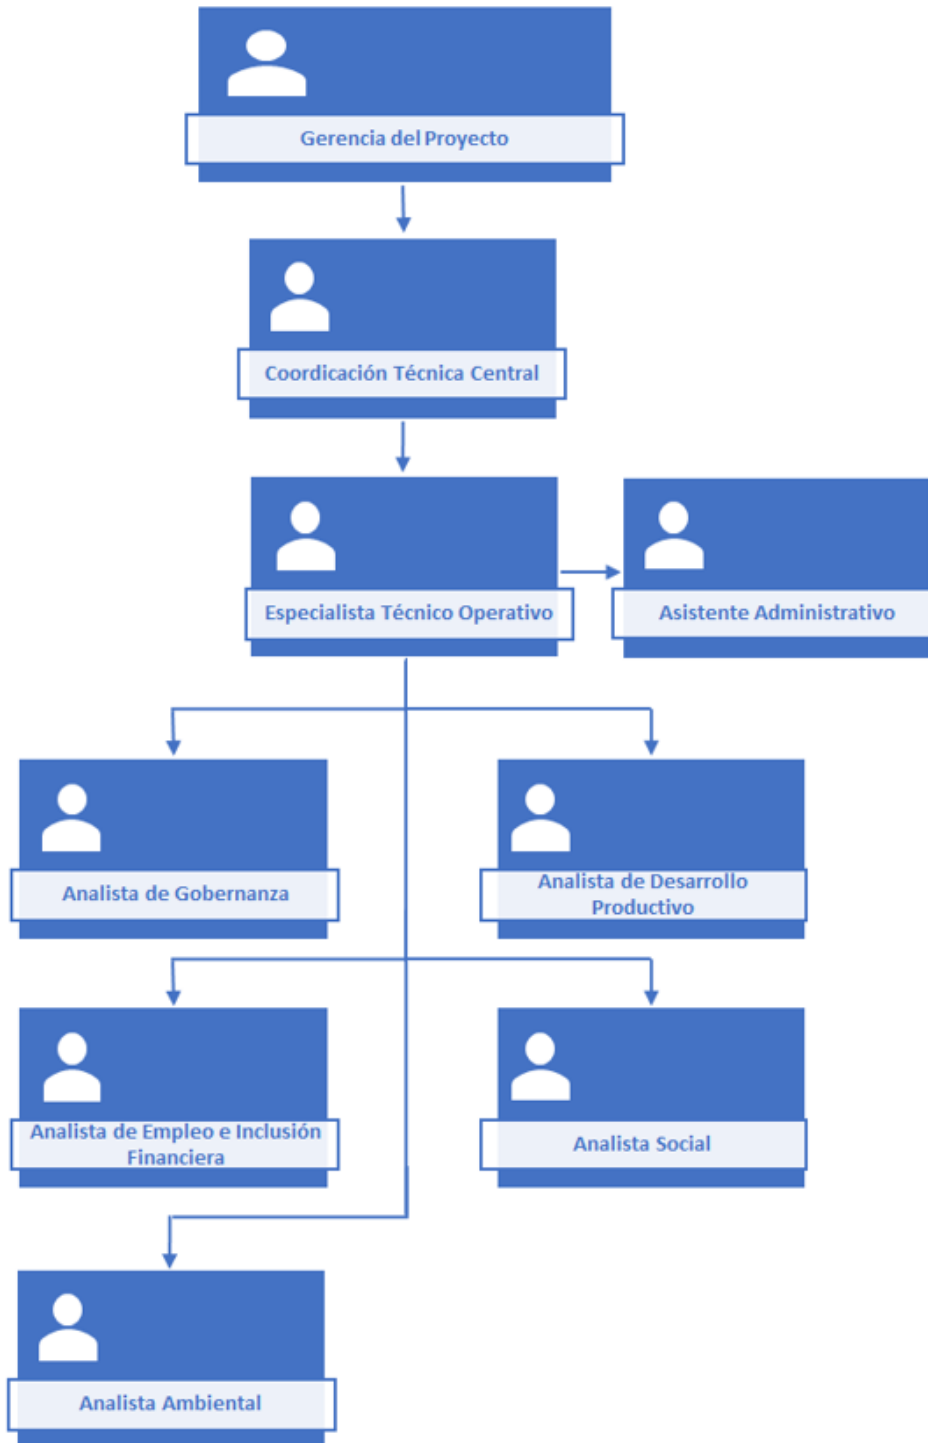 Gerencia del Proyecto
Coordicación Técnica Central
Especialista Técnico Operativo
Asistente Administrativo
Analista de Gobernanza
Analista de Desarrollo
Productivo
Analista de Empleo e Inclusión
Financiera
Analista Social
Analista Ambiental